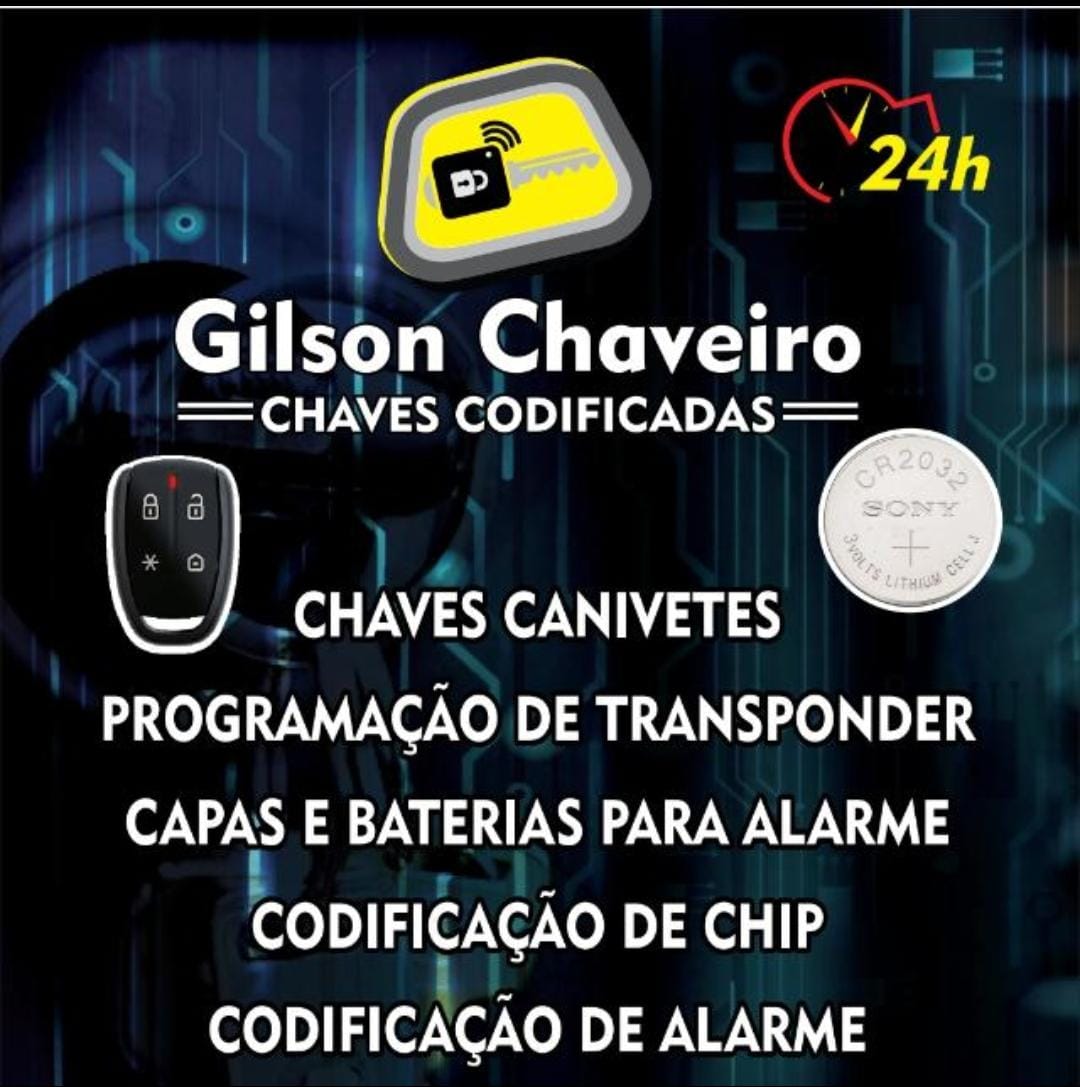 24h
Gilson Chaveiro
CHAVES CODIFICADAS
CR2032
SONY
+
3VOLTS LITHIUM CELL J
CHAVES CANIVETES
PROGRAMAÇÃO DE TRANSPONDER
CAPAS E BATERIAS PARA ALARME
CODIFICAÇÃO DE CHIP
CODIFICAÇÃO DE ALARME